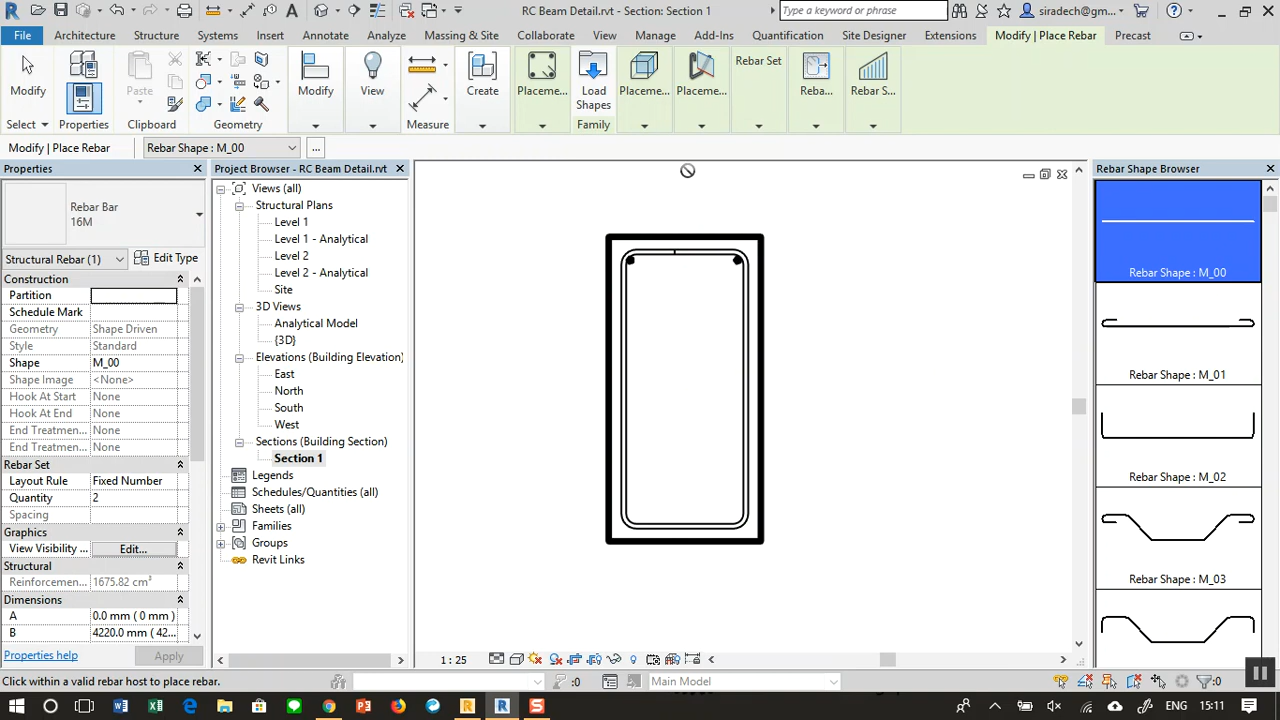 RC Beam Detail.rvt - Section: Section 1
Type a keyword or phrase
siradech@gm...
File
Architecture
Structure
Systems
Insert
Annotate
Analyze
Massing & Site
Collaborate
View
Manage
Add-Ins
Quantification
Site Designer
Extensions
Modify | Place Rebar
Precast
Modify
Paste
Modify
View
Create
Placeme...
Load
Shapes
Placeme...
Placeme...
Rebar Set
Reba...
Rebar S...
Select
Properties
Clipboard
Geometry
Measure
Family
Modify | Place Rebar
Rebar Shape : M_00
...
Properties
Rebar Bar
16M
Structural Rebar (1)
Edit Type
Construction
Partition
Schedule Mark
Geometry Shape Driven
Style Standard
Shape M_00
Shape Image <None>
Hook At Start None
Hook At End None
End Treatmen... None
End Treatmen... None
Rebar Set
Layout Rule Fixed Number
Quantity 2
Spacing
Graphics
View Visibility ... Edit...
Structural
Reinforcemen... 1675.82 cm³
Dimensions
A 0.0 mm ( 0 mm )
B 4220.0 mm ( 42...
Properties help
Apply
Project Browser - RC Beam Detail.rvt
Views (all)
Structural Plans
Level 1
Level 1 - Analytical
Level 2
Level 2 - Analytical
Site
3D Views
Analytical Model
{3D}
Elevations (Building Elevation)
East
North
South
West
Sections (Building Section)
Section 1
Legends
Schedules/Quantities (all)
Sheets (all)
Families
Groups
Revit Links
Rebar Shape Browser
Rebar Shape : M_00
Rebar Shape : M_01
Rebar Shape : M_02
Rebar Shape : M_03
1 : 25
Click within a valid rebar host to place rebar.
:0
Main Model
:0
ENG
15:11